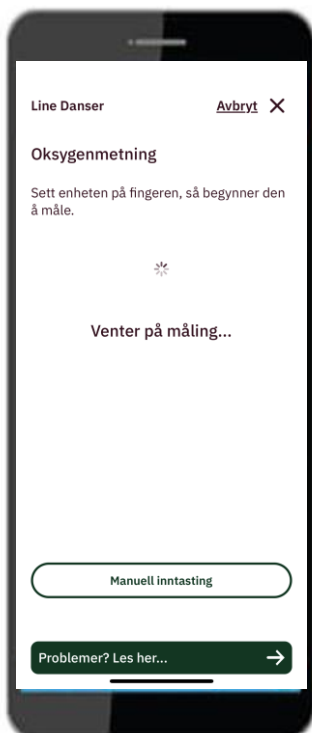 Line Danser Avbryt
Oksygenmetning
Sett enheten på fingeren, så begynner den
å måle.
Venter på måling...
Manuell inntasting
Problemer? Les her...